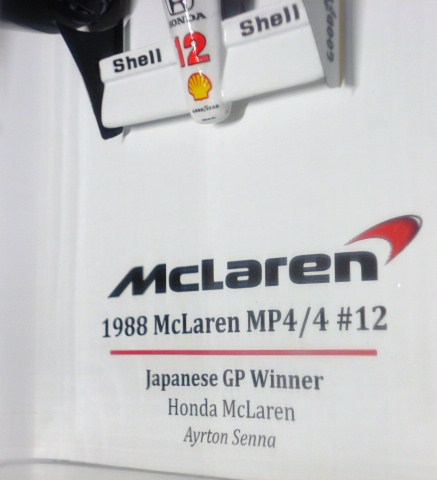 HONDA
Shell
12
Shell
GOODYEAR
McLaren
1988 McLaren MP4/4 #12
Japanese GP Winner
Honda McLaren
Ayrton Senna